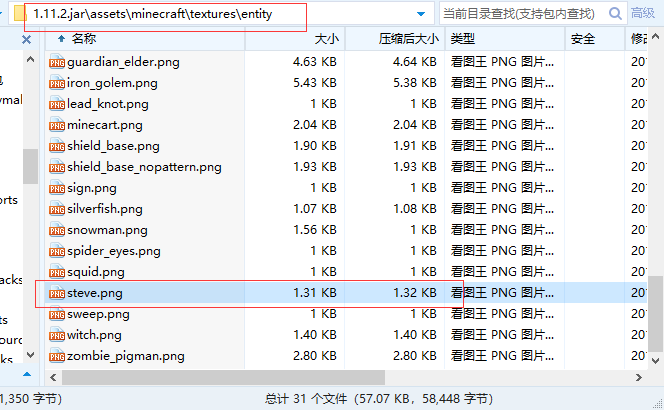 1.11.2.jar\assets\minecraft\textures\entity
当前目录查找(支持包内查找) 高级
名称 大小 压缩后大小 类型 安全 修改
guardian_elder.png 4.63 KB 4.64 KB 看图王 PNG 图片... 20
iron_golem.png 5.43 KB 5.38 KB 看图王 PNG 图片... 20
lead_knot.png 1 KB 1 KB 看图王 PNG 图片... 20
minecart.png 2.04 KB 2.04 KB 看图王 PNG 图片... 20
shield_base.png 1.90 KB 1.91 KB 看图王 PNG 图片... 20
shield_base_nopattern.png 1.93 KB 1.93 KB 看图王 PNG 图片... 20
sign.png 1 KB 1 KB 看图王 PNG 图片... 20
silverfish.png 1.07 KB 1.08 KB 看图王 PNG 图片... 20
snowman.png 1.56 KB 1 KB 看图王 PNG 图片... 20
spider_eyes.png 1 KB 1 KB 看图王 PNG 图片... 20
squid.png 1 KB 1 KB 看图王 PNG 图片... 20
steve.png 1.31 KB 1.32 KB 看图王 PNG 图片... 20
sweep.png 1 KB 1 KB 看图王 PNG 图片... 20
witch.png 1.40 KB 1.40 KB 看图王 PNG 图片... 20
zombie_pigman.png 2.80 KB 2.80 KB 看图王 PNG 图片... 20
ymal
orts
acks
ts
sourc
cks
1,350 字节) 总计 31 个文件（57.07 KB，58,448 字节）